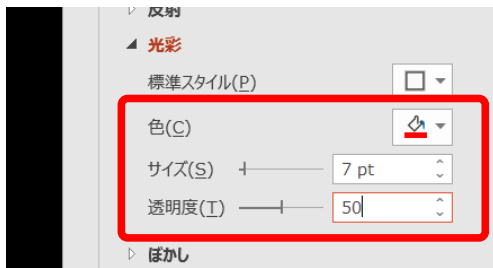 反射
光彩
標準スタイル(P)
色(C)
サイズ(S) 7 pt
透明度(T) 50
ぼかし